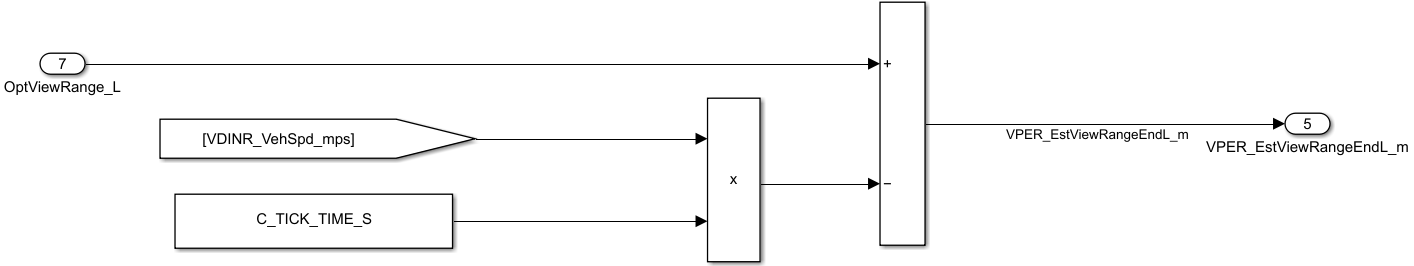 7
OptViewRange_L
[VDINR_VehSpd_mps]
C_TICK_TIME_S
x
+
−
VPER_EstViewRangeEndL_m
5
VPER_EstViewRangeEndL_m